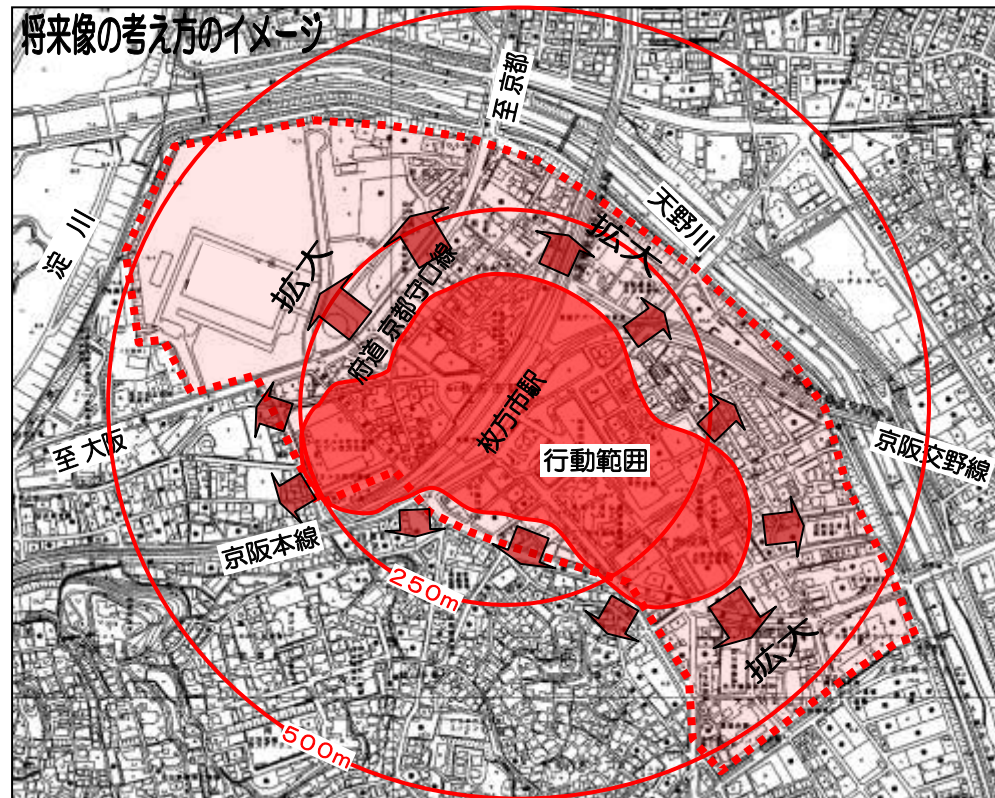 将来像の考え方のイメージ
至 京都
淀 川
天野川
拡大
拡大
府道 京都守口線
枚方市駅
行動範囲
至 大阪
京阪交野線
京阪本線
250m
拡大
500m